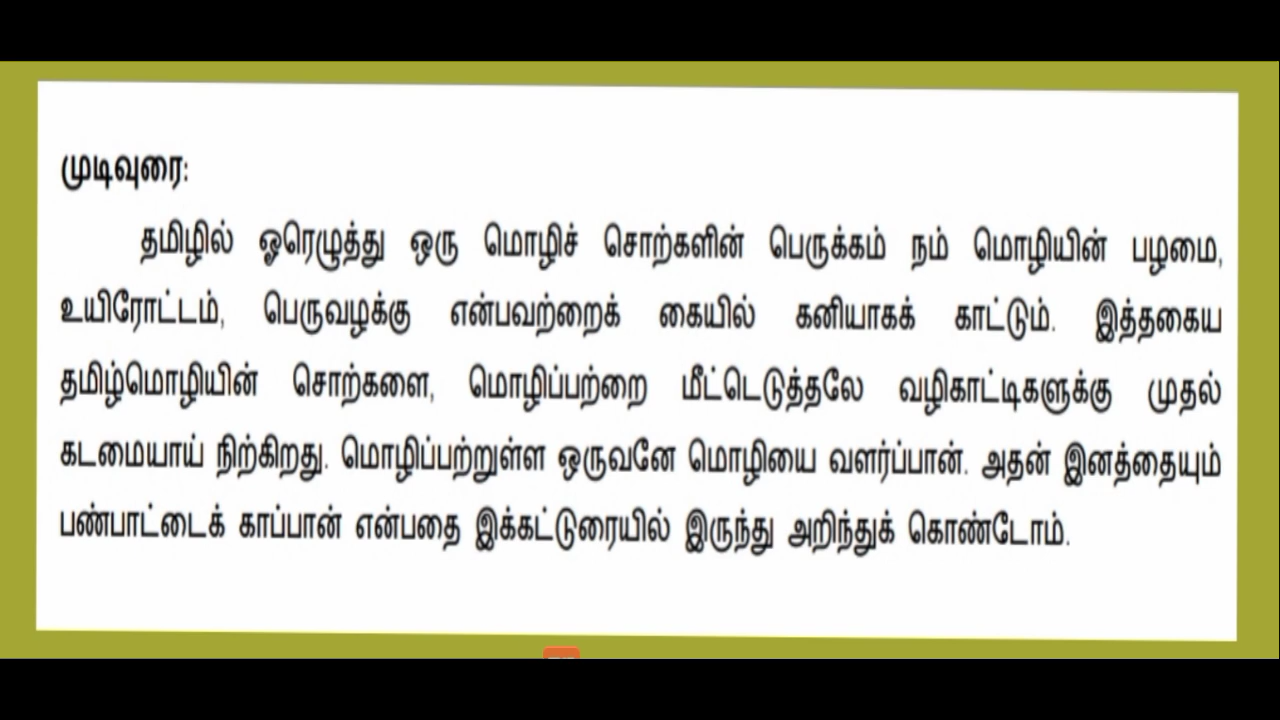 முடிவுரை:
தமிழில் ஓரெழுத்து ஒரு மொழிச் சொற்களின் பெருக்கம் நம் மொழியின் பழமை,
உயிரோட்டம், பெருவழக்கு என்பவற்றைக் கையில் கனியாகக் காட்டும். இத்தகைய
தமிழ்மொழியின் சொற்களை, மொழிப்பற்றை மீட்டெடுத்தலே வழிகாட்டிகளுக்கு முதல்
கடமையாய் நிற்கிறது. மொழிப்பற்றுள்ள ஒருவனே மொழியை வளர்ப்பான். அதன் இனத்தையும்
பண்பாட்டைக் காப்பான் என்பதை இக்கட்டுரையில் இருந்து அறிந்துக் கொண்டோம்.